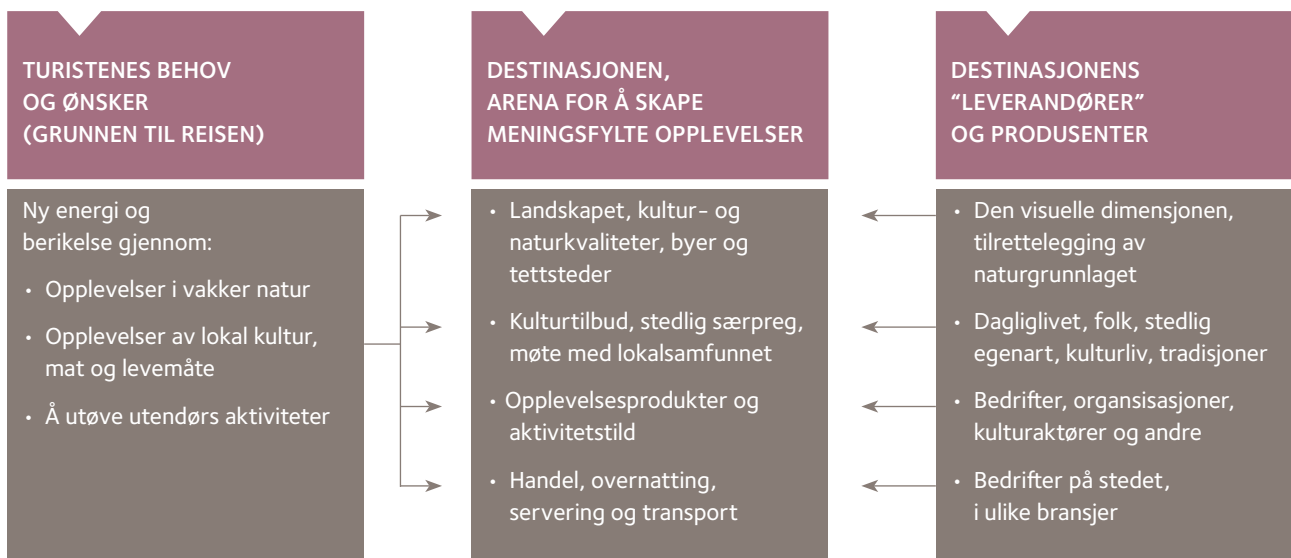 TURISTENES BEHOV
OG ØNSKER
(GRUNNEN TIL REISEN)
Ny energi og
berikelse gjennom:
• Opplevelser i vakker natur
• Opplevelser av lokal kultur,
mat og levemåte
• Å utøve utendørs aktiviteter
DESTINASJONEN,
ARENA FOR Å SKAPE
MENINGSFYLTE OPPLEVELSER
• Landskapet, kultur- og
naturkvaliteter, byer og
tettsteder
• Kulturtilbud, stedlig særpreg,
møte med lokalsamfunnet
• Opplevelsesprodukter og
aktivitetstild
• Handel, overnatting,
servering og transport
DESTINASJONENS
“LEVERANDØRER”
OG PRODUSENTER
• Den visuelle dimensjonen,
tilrettelegging av
naturgrunnlaget
• Dagliglivet, folk, stedlig
egenart, kulturliv, tradisjoner
• Bedrifter, organsisasjoner,
kulturaktører og andre
• Bedrifter på stedet,
i ulike bransjer